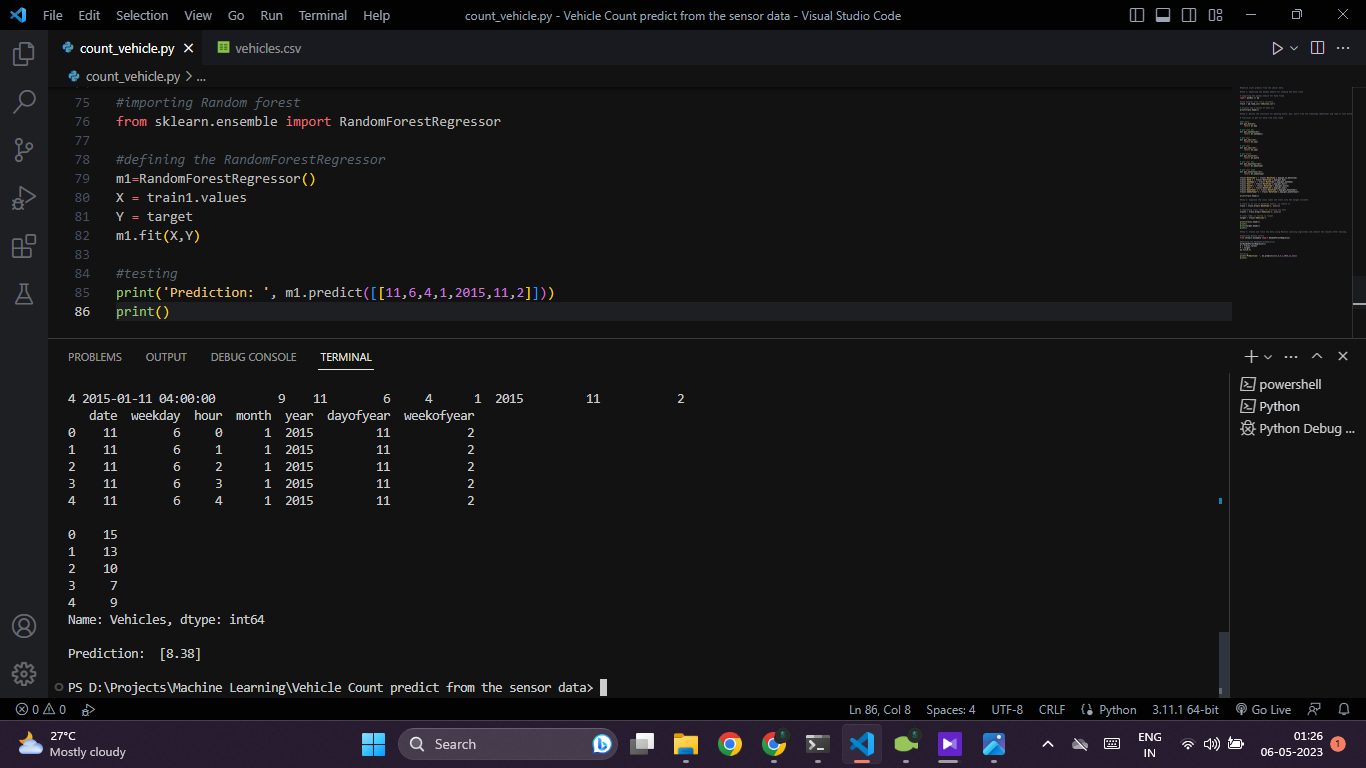 File Edit Selection View Go Run Terminal Help count_vehicle.py - Vehicle Count predict from the sensor data - Visual Studio Code
count_vehicle.py vehicles.csv
count_vehicle.py > ...
75 #importing Random forest
76 from sklearn.ensemble import RandomForestRegressor
77
78 #defining the RandomForestRegressor
79 m1=RandomForestRegressor()
80 X = train1.values
81 Y = target
82 m1.fit(X,Y)
83
84 #testing
85 print('Prediction: ', m1.predict([[11,6,4,1,2015,11,2]]))
86 print()
PROBLEMS OUTPUT DEBUG CONSOLE TERMINAL
4 2015-01-11 04:00:00 9 11 6 4 1 2015 11 2
date weekday hour month year dayofyear weekofyear
0 11 6 0 1 2015 11 2
1 11 6 1 1 2015 11 2
2 11 6 2 1 2015 11 2
3 11 6 3 1 2015 11 2
4 11 6 4 1 2015 11 2
0 15
1 13
2 10
3 7
4 9
Name: Vehicles, dtype: int64
Prediction: [8.38]
PS D:\Projects\Machine Learning\Vehicle Count predict from the sensor data>
powershell
Python
Python Debug ...
0 0 Ln 86, Col 8 Spaces: 4 UTF-8 CRLF Python 3.11.1 64-bit Go Live
27°C
Mostly cloudy
Search
ENG
IN
01:26
06-05-2023
1